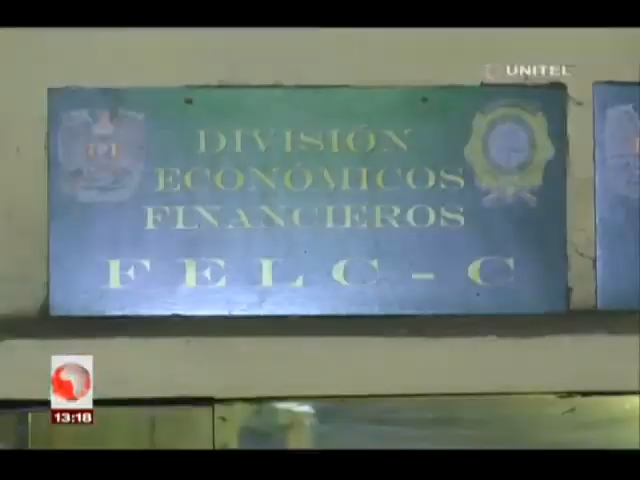 UNITEL
DIVISIÓN
ECONÓMICOS
FINANCIEROS
FELC-C
13:18